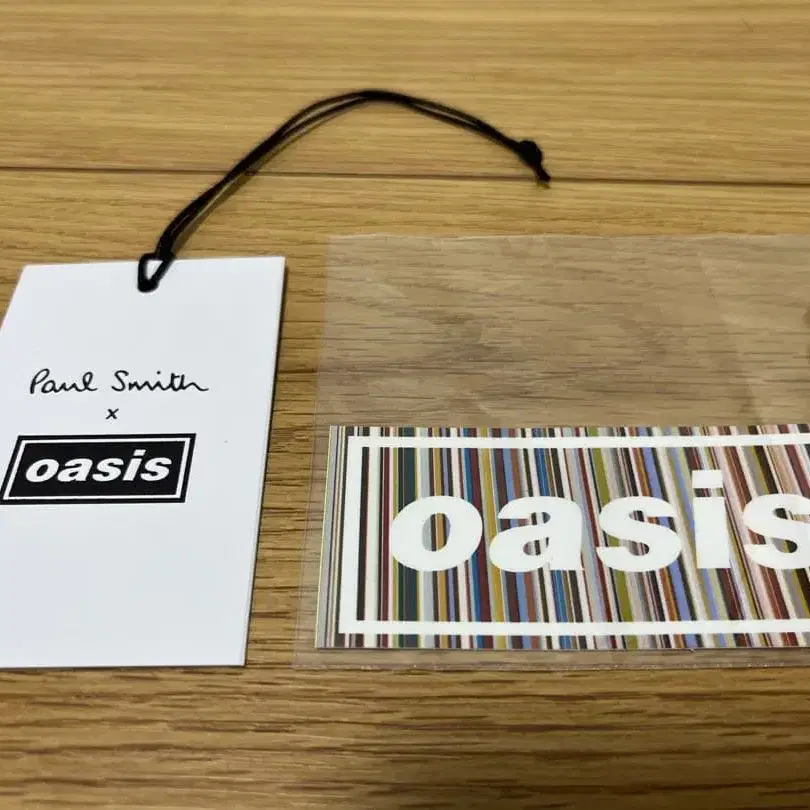 Paul Smith
x
oasis
oasis